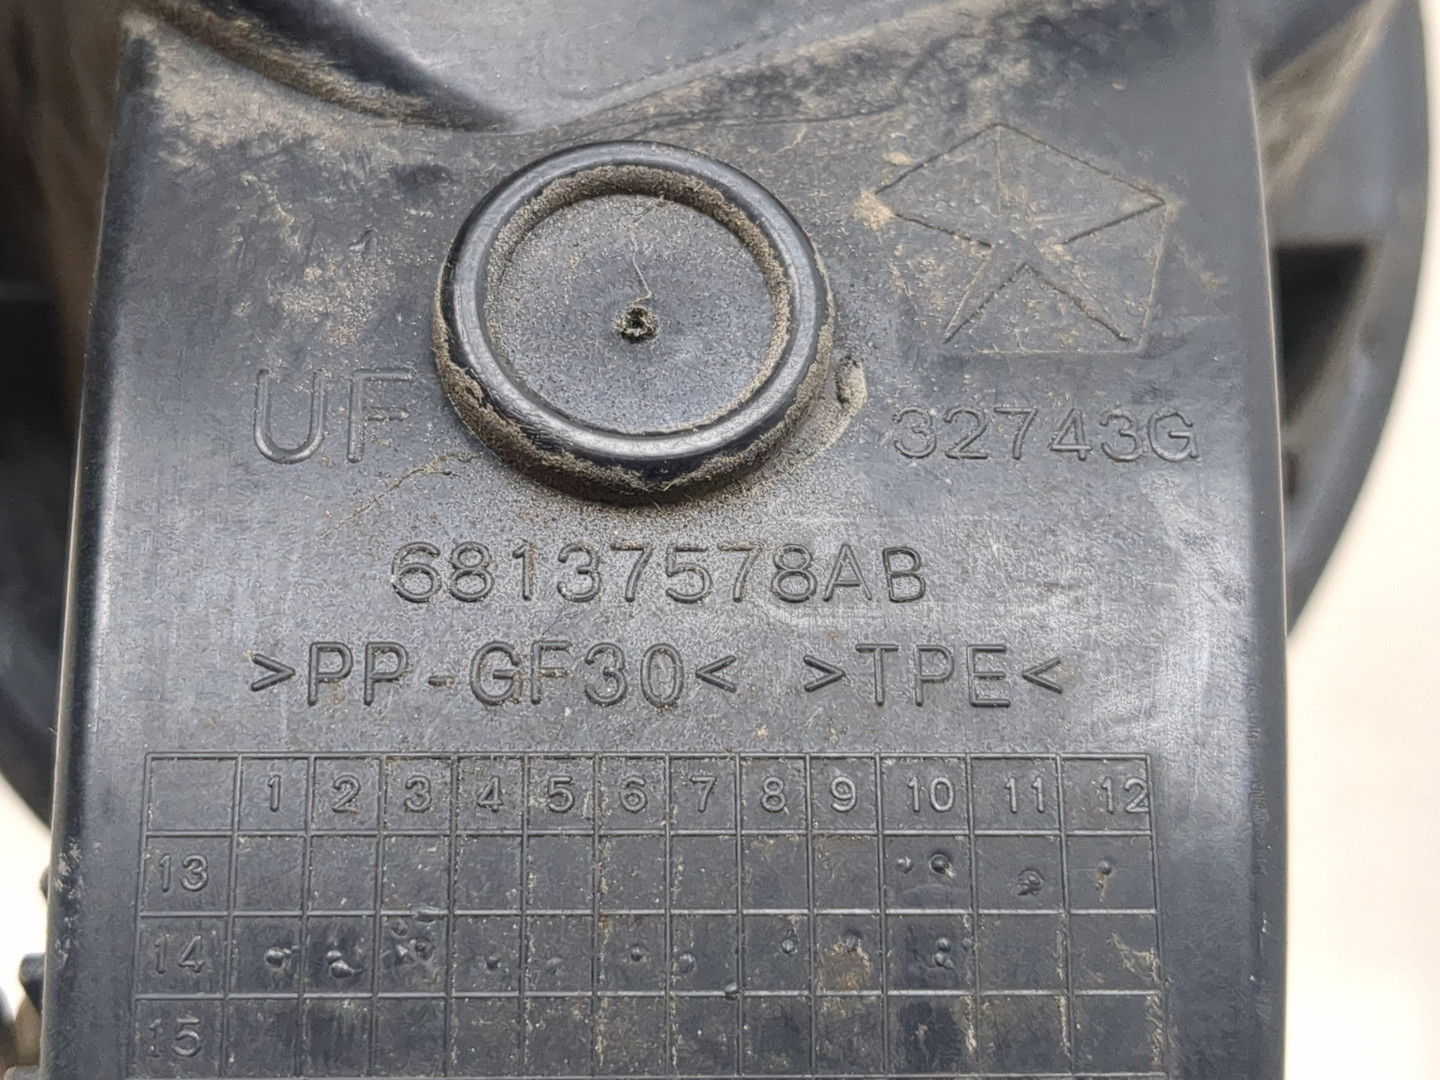 UF
32743G
68137578AB
>PP-GF30< >TPE<
1 2 3 4 5 6 7 8 9 10 11 12
13
14
15